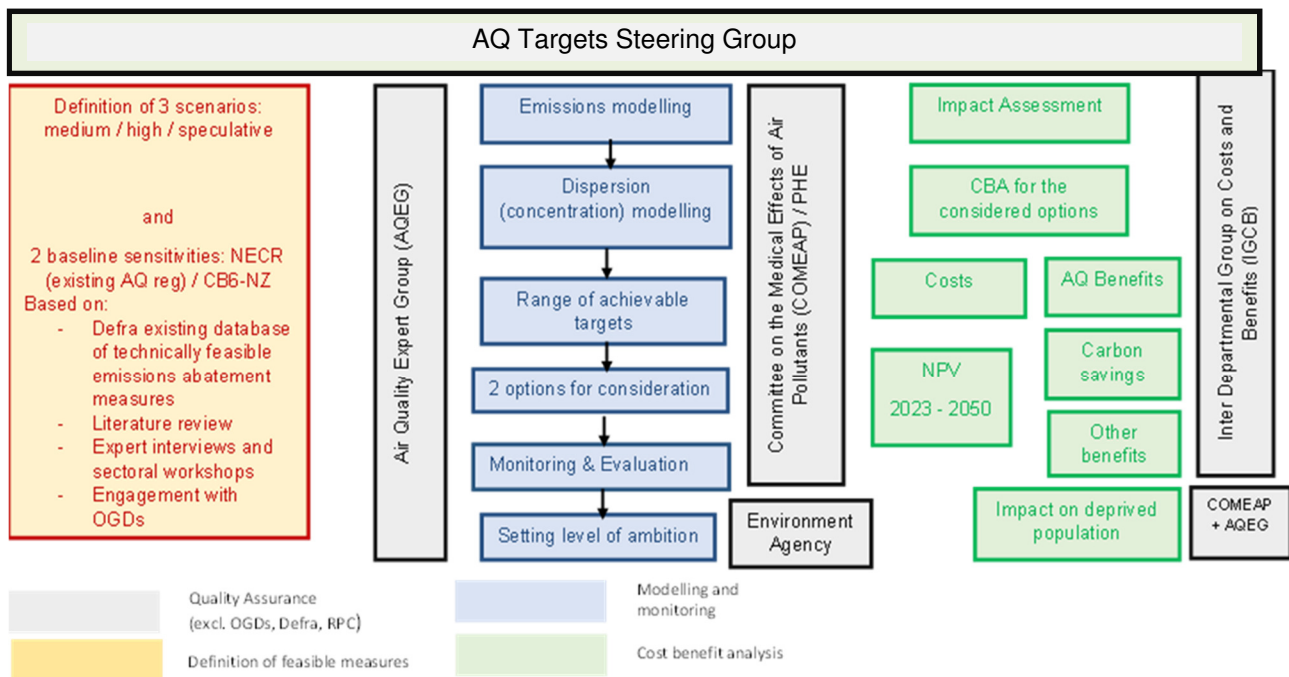 AQ Targets Steering Group
Definition of 3 scenarios:
medium / high / speculative
and
2 baseline sensitivities: NECR
(existing AQ reg) / CB6-NZ
Based on:
- Defra existing database
of technically feasible
emissions abatement
measures
- Literature review
- Expert interviews and
sectoral workshops
- Engagement with
OGDs
Air Quality Expert Group (AQEG)
Emissions modelling
Dispersion
(concentration) modelling
Range of achievable
targets
2 options for consideration
Monitoring & Evaluation
Setting level of ambition
Committee on the Medical Effects of Air
Pollutants (COMEAP) / PHE
Environment
Agency
Impact Assessment
CBA for the
considered options
Costs
AQ Benefits
NPV
2023 - 2050
Carbon
savings
Other
benefits
Impact on deprived
population
Inter Departmental Group on Costs and
Benefits (IGCB)
COMEAP
+ AQEG
Quality Assurance
(excl. OGDs, Defra, RPC)
Definition of feasible measures
Modelling and
monitoring
Cost benefit analysis